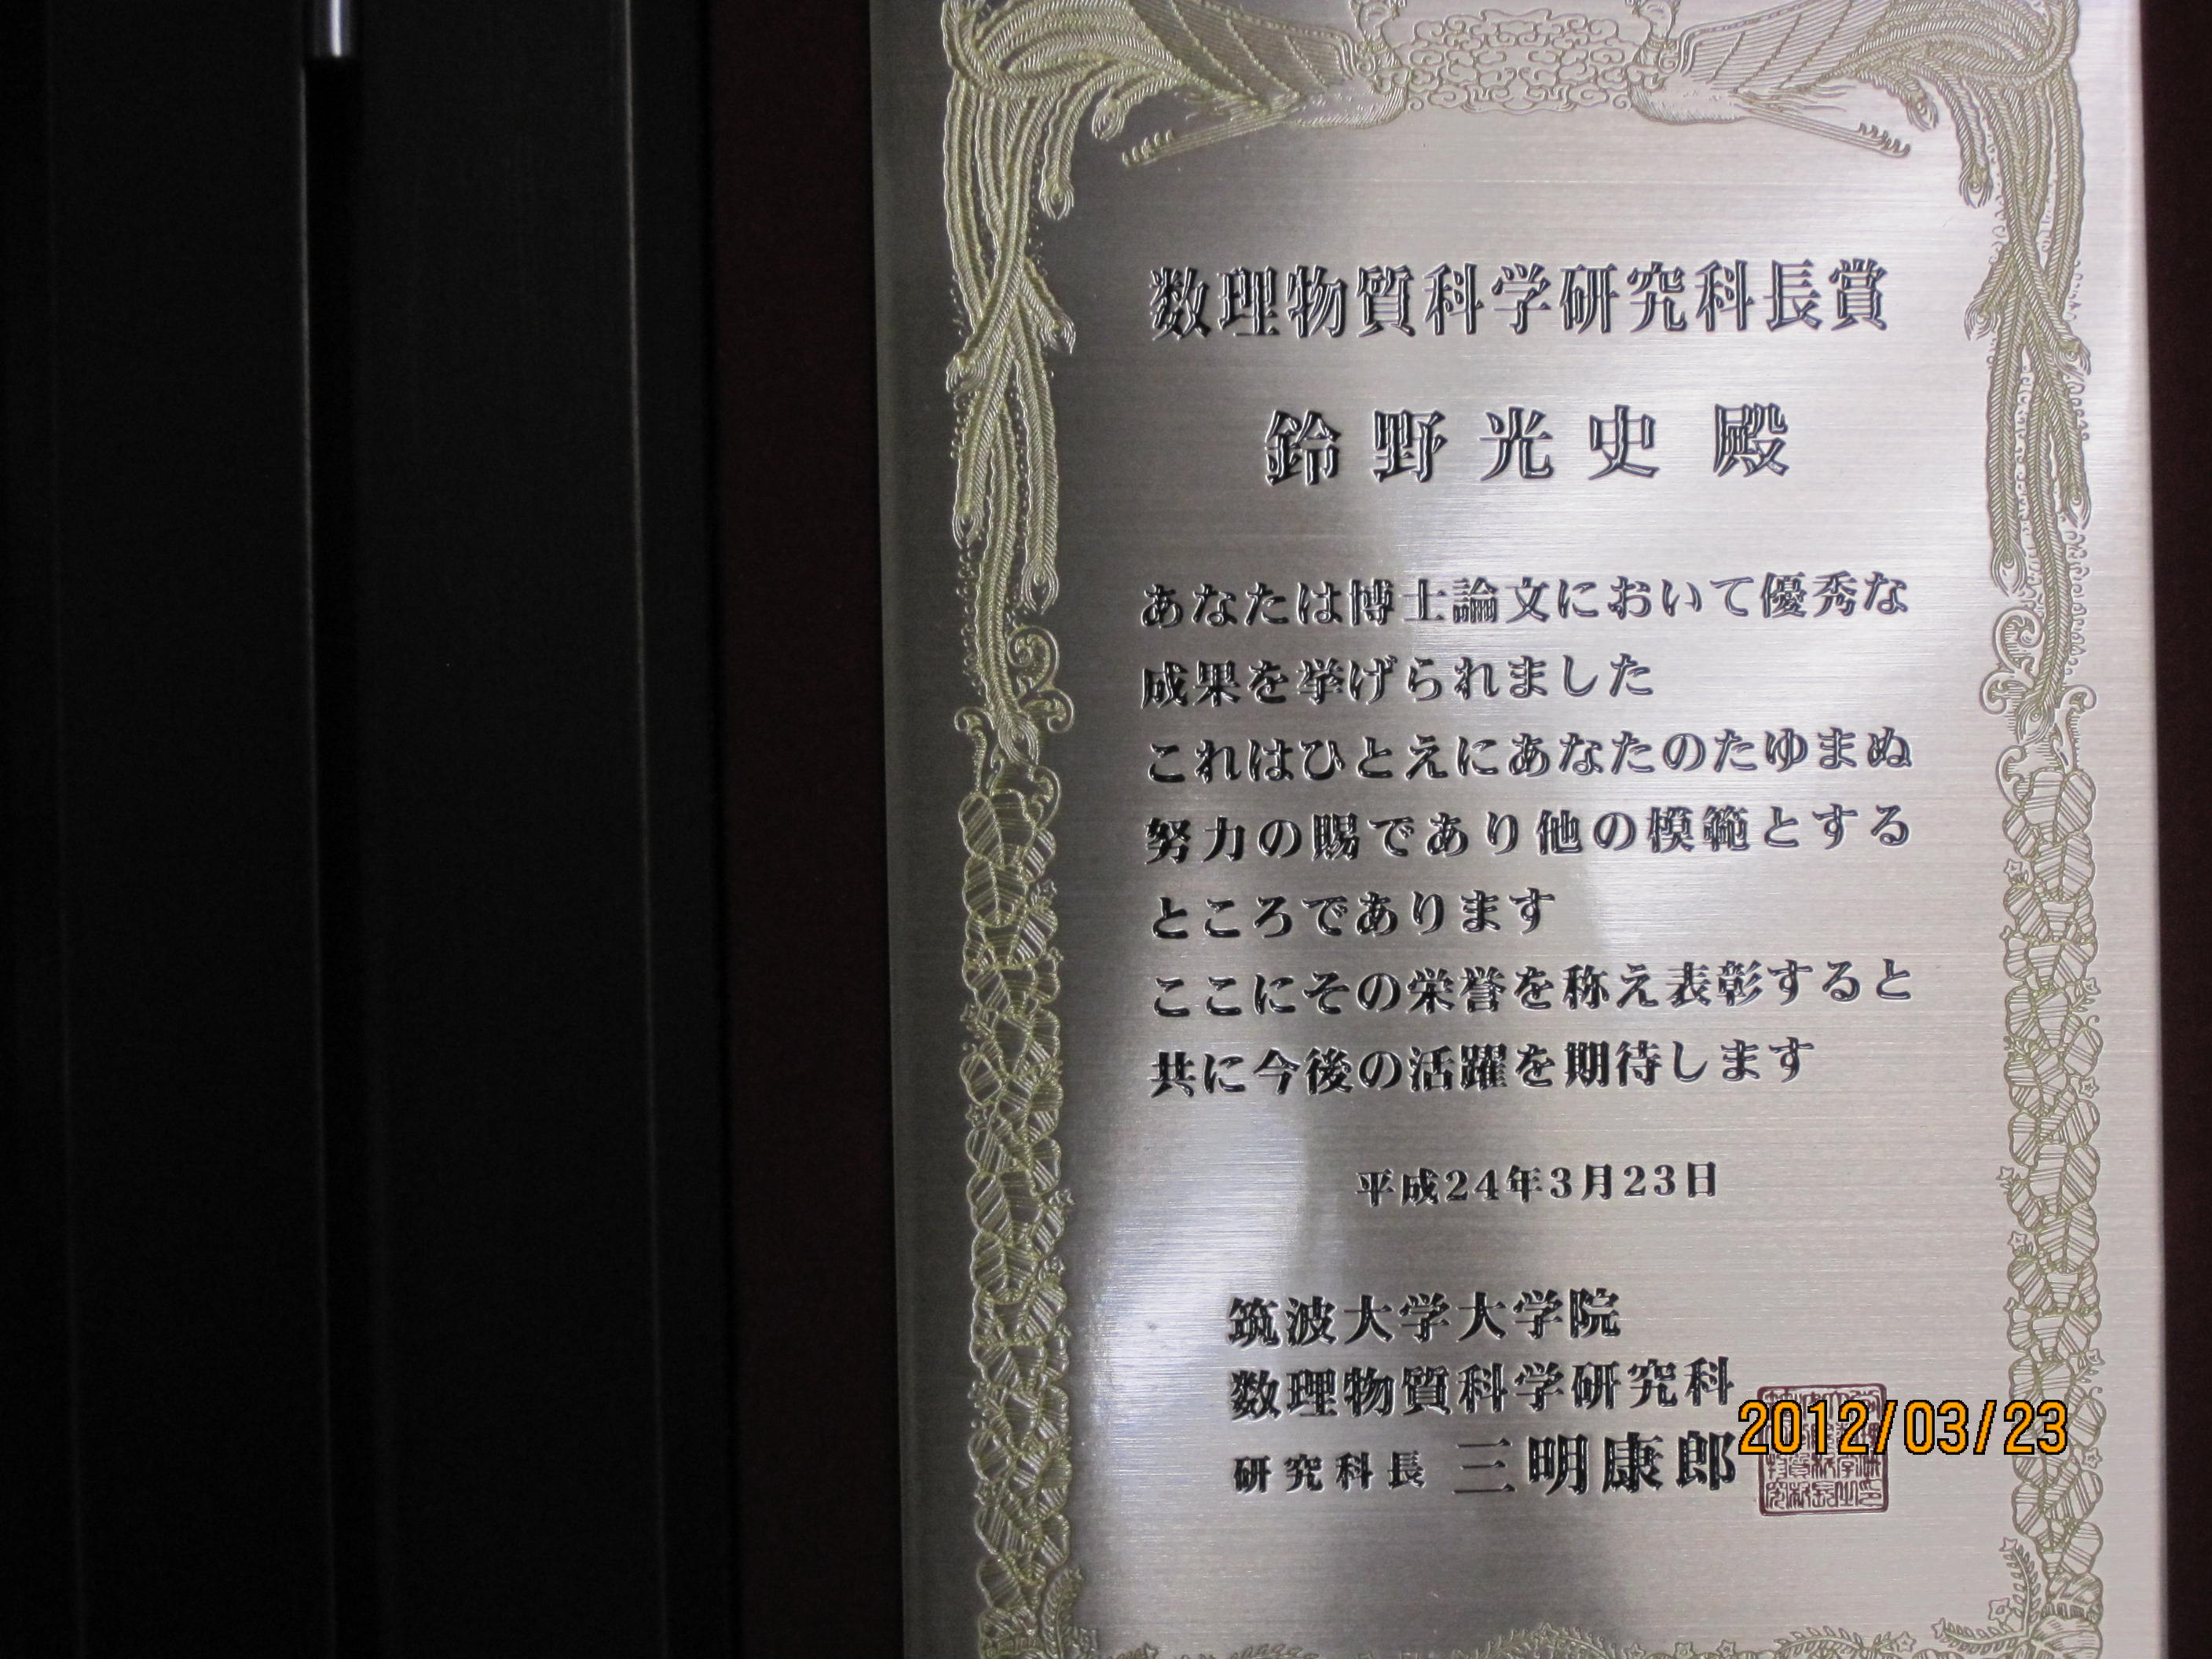 数理物質科学研究科長賞
鈴野光史 殿
あなたは博士論文において優秀な
成果を挙げられました
これはひとえにあなたのたゆまぬ
努力の賜であり他の模範とする
ところであります
ここにその栄誉を称え表彰すると
共に今後の活躍を期待します
平成24年3月23日
筑波大学大学院
数理物質科学研究科
研究科長 三明康郎
2012/03/23